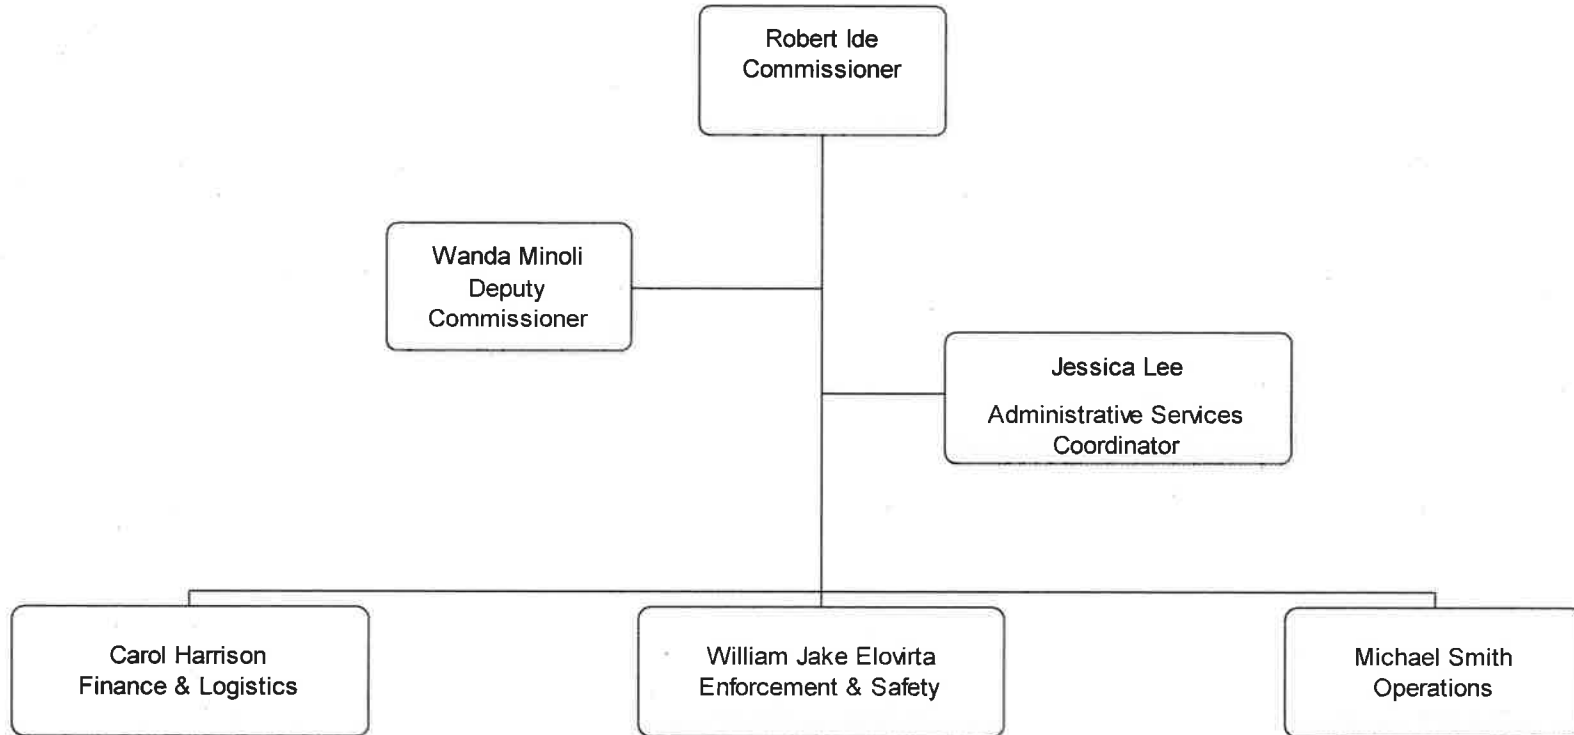 Robert Ide
Commissioner
Wanda Minoli
Deputy
Commissioner
Jessica Lee
Administrative Services
Coordinator
Carol Harrison
Finance & Logistics
William Jake Elovirta
Enforcement & Safety
Michael Smith
Operations